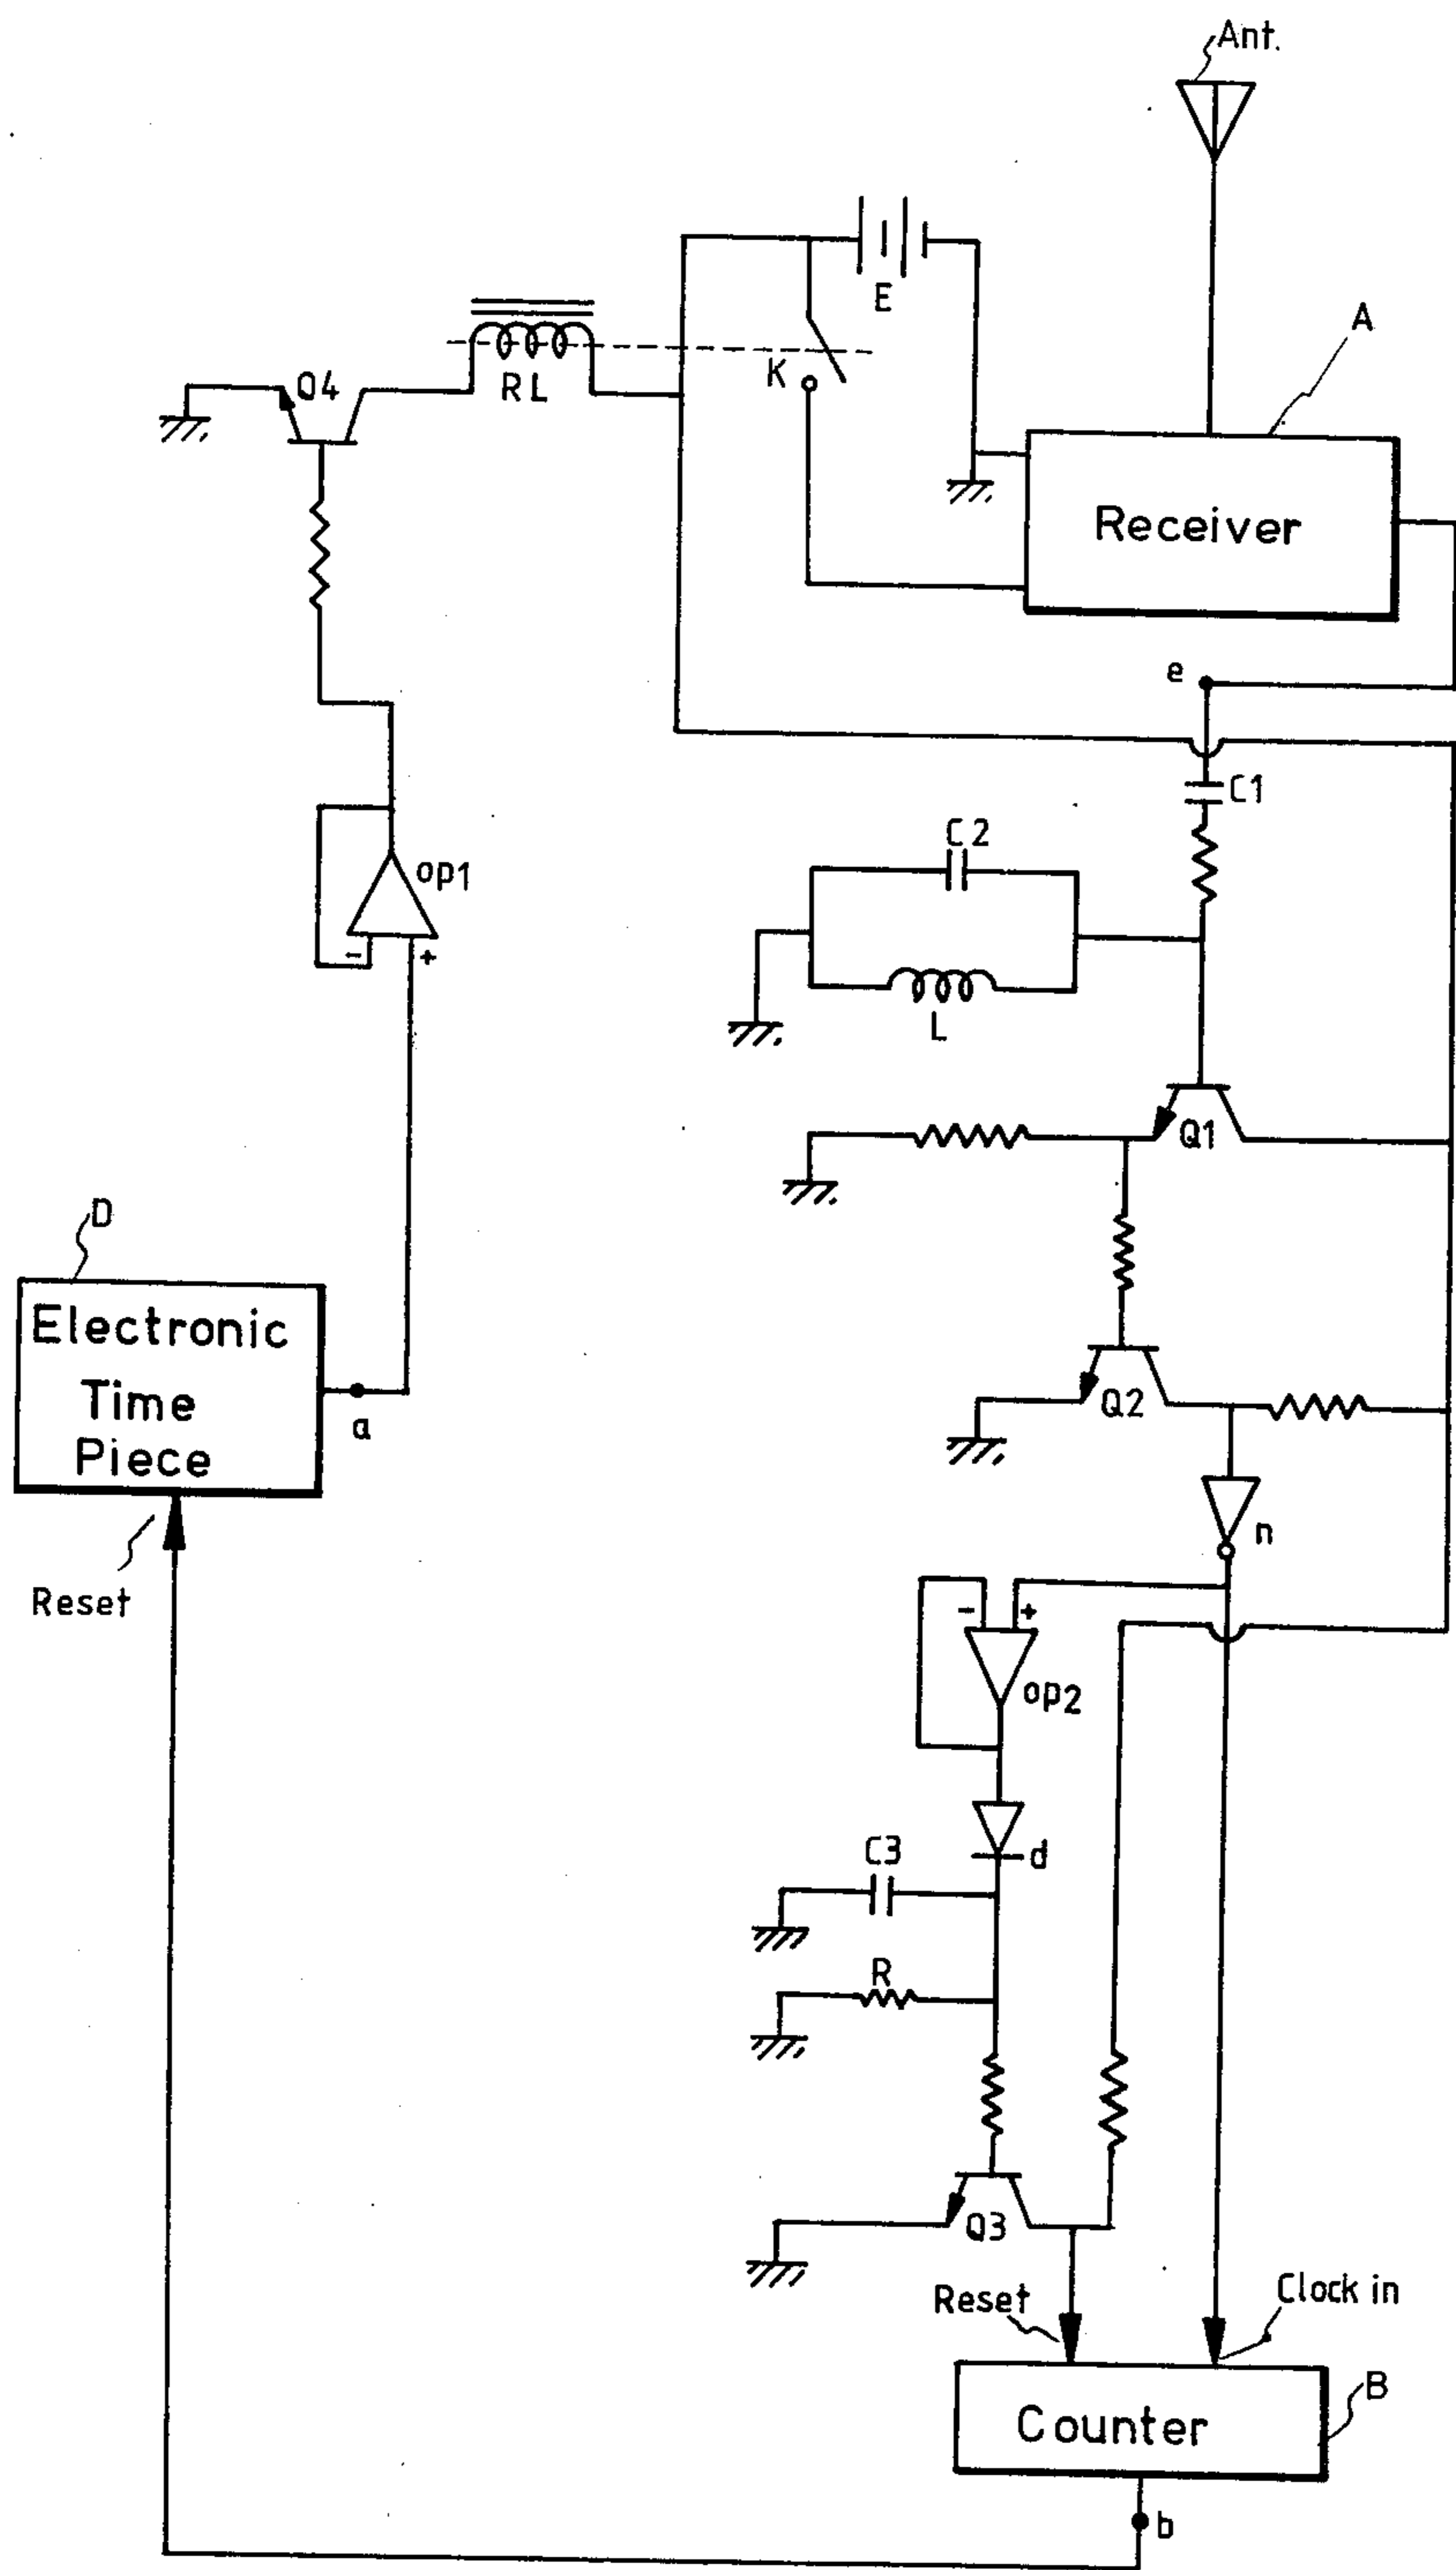 Ant.
E
A
K
Q4
RL
Receiver
e
C1
C2
op1
- +
L
Q1
D
Electronic
Time
Piece
a
Q2
n
Reset
- +
op2
d
C3
R
Q3
Reset
Clock in
B
Counter
b